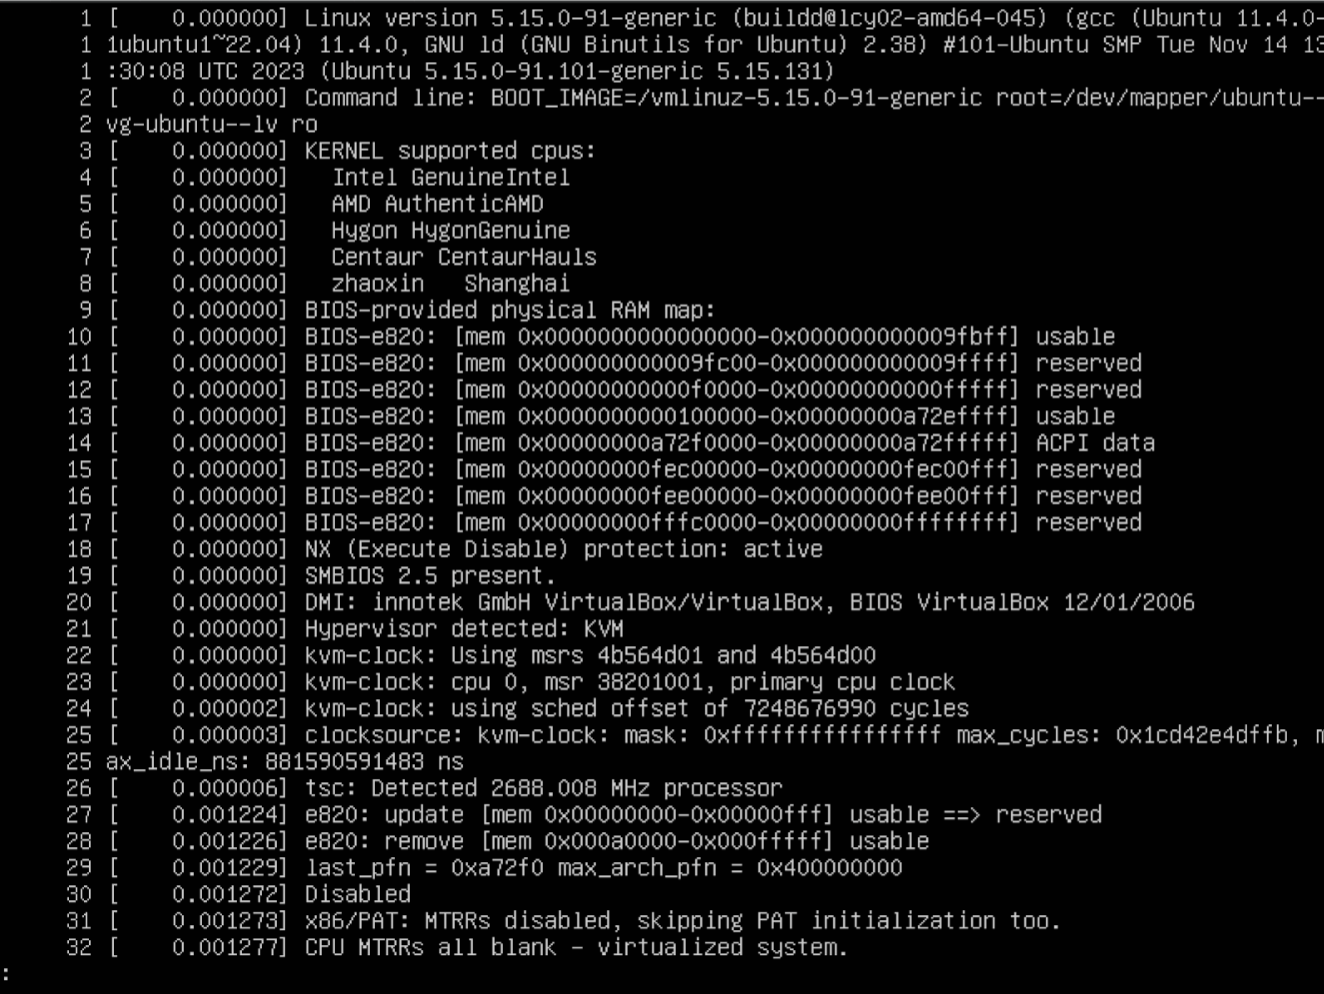 1 [    0.000000] Linux version 5.15.0-91-generic (buildd@lcy02-amd64-045) (gcc (Ubuntu 11.4.0-
1 1ubuntu1~22.04) 11.4.0, GNU ld (GNU Binutils for Ubuntu) 2.38) #101-Ubuntu SMP Tue Nov 14 13
1 :30:08 UTC 2023 (Ubuntu 5.15.0-91.101-generic 5.15.131)
2 [    0.000000] Command line: BOOT_IMAGE=/vmlinuz-5.15.0-91-generic root=/dev/mapper/ubuntu--
2 vg-ubuntu--lv ro
3 [    0.000000] KERNEL supported cpus:
4 [    0.000000]   Intel GenuineIntel
5 [    0.000000]   AMD AuthenticAMD
6 [    0.000000]   Hygon HygonGenuine
7 [    0.000000]   Centaur CentaurHauls
8 [    0.000000]   zhaoxin   Shanghai
9 [    0.000000] BIOS-provided physical RAM map:
10 [    0.000000] BIOS-e820: [mem 0x0000000000000000-0x000000000009fbff] usable
11 [    0.000000] BIOS-e820: [mem 0x000000000009fc00-0x000000000009ffff] reserved
12 [    0.000000] BIOS-e820: [mem 0x00000000000f0000-0x00000000000fffff] reserved
13 [    0.000000] BIOS-e820: [mem 0x0000000000100000-0x00000000a72effff] usable
14 [    0.000000] BIOS-e820: [mem 0x00000000a72f0000-0x00000000a72fffff] ACPI data
15 [    0.000000] BIOS-e820: [mem 0x00000000fec00000-0x00000000fec00fff] reserved
16 [    0.000000] BIOS-e820: [mem 0x00000000fee00000-0x00000000fee00fff] reserved
17 [    0.000000] BIOS-e820: [mem 0x00000000fffc0000-0x00000000ffffffff] reserved
18 [    0.000000] NX (Execute Disable) protection: active
19 [    0.000000] SMBIOS 2.5 present.
20 [    0.000000] DMI: innotek GmbH VirtualBox/VirtualBox, BIOS VirtualBox 12/01/2006
21 [    0.000000] Hypervisor detected: KVM
22 [    0.000000] kvm-clock: Using msrs 4b564d01 and 4b564d00
23 [    0.000000] kvm-clock: cpu 0, msr 38201001, primary cpu clock
24 [    0.000002] kvm-clock: using sched offset of 7248676990 cycles
25 [    0.000003] clocksource: kvm-clock: mask: 0xffffffffffffffff max_cycles: 0x1cd42e4dffb, m
25 ax_idle_ns: 881590591483 ns
26 [    0.000006] tsc: Detected 2688.008 MHz processor
27 [    0.001224] e820: update [mem 0x00000000-0x00000fff] usable ==> reserved
28 [    0.001226] e820: remove [mem 0x000a0000-0x000fffff] usable
29 [    0.001229] last_pfn = 0xa72f0 max_arch_pfn = 0x400000000
30 [    0.001272] Disabled
31 [    0.001273] x86/PAT: MTRRs disabled, skipping PAT initialization too.
32 [    0.001277] CPU MTRRs all blank - virtualized system.
: